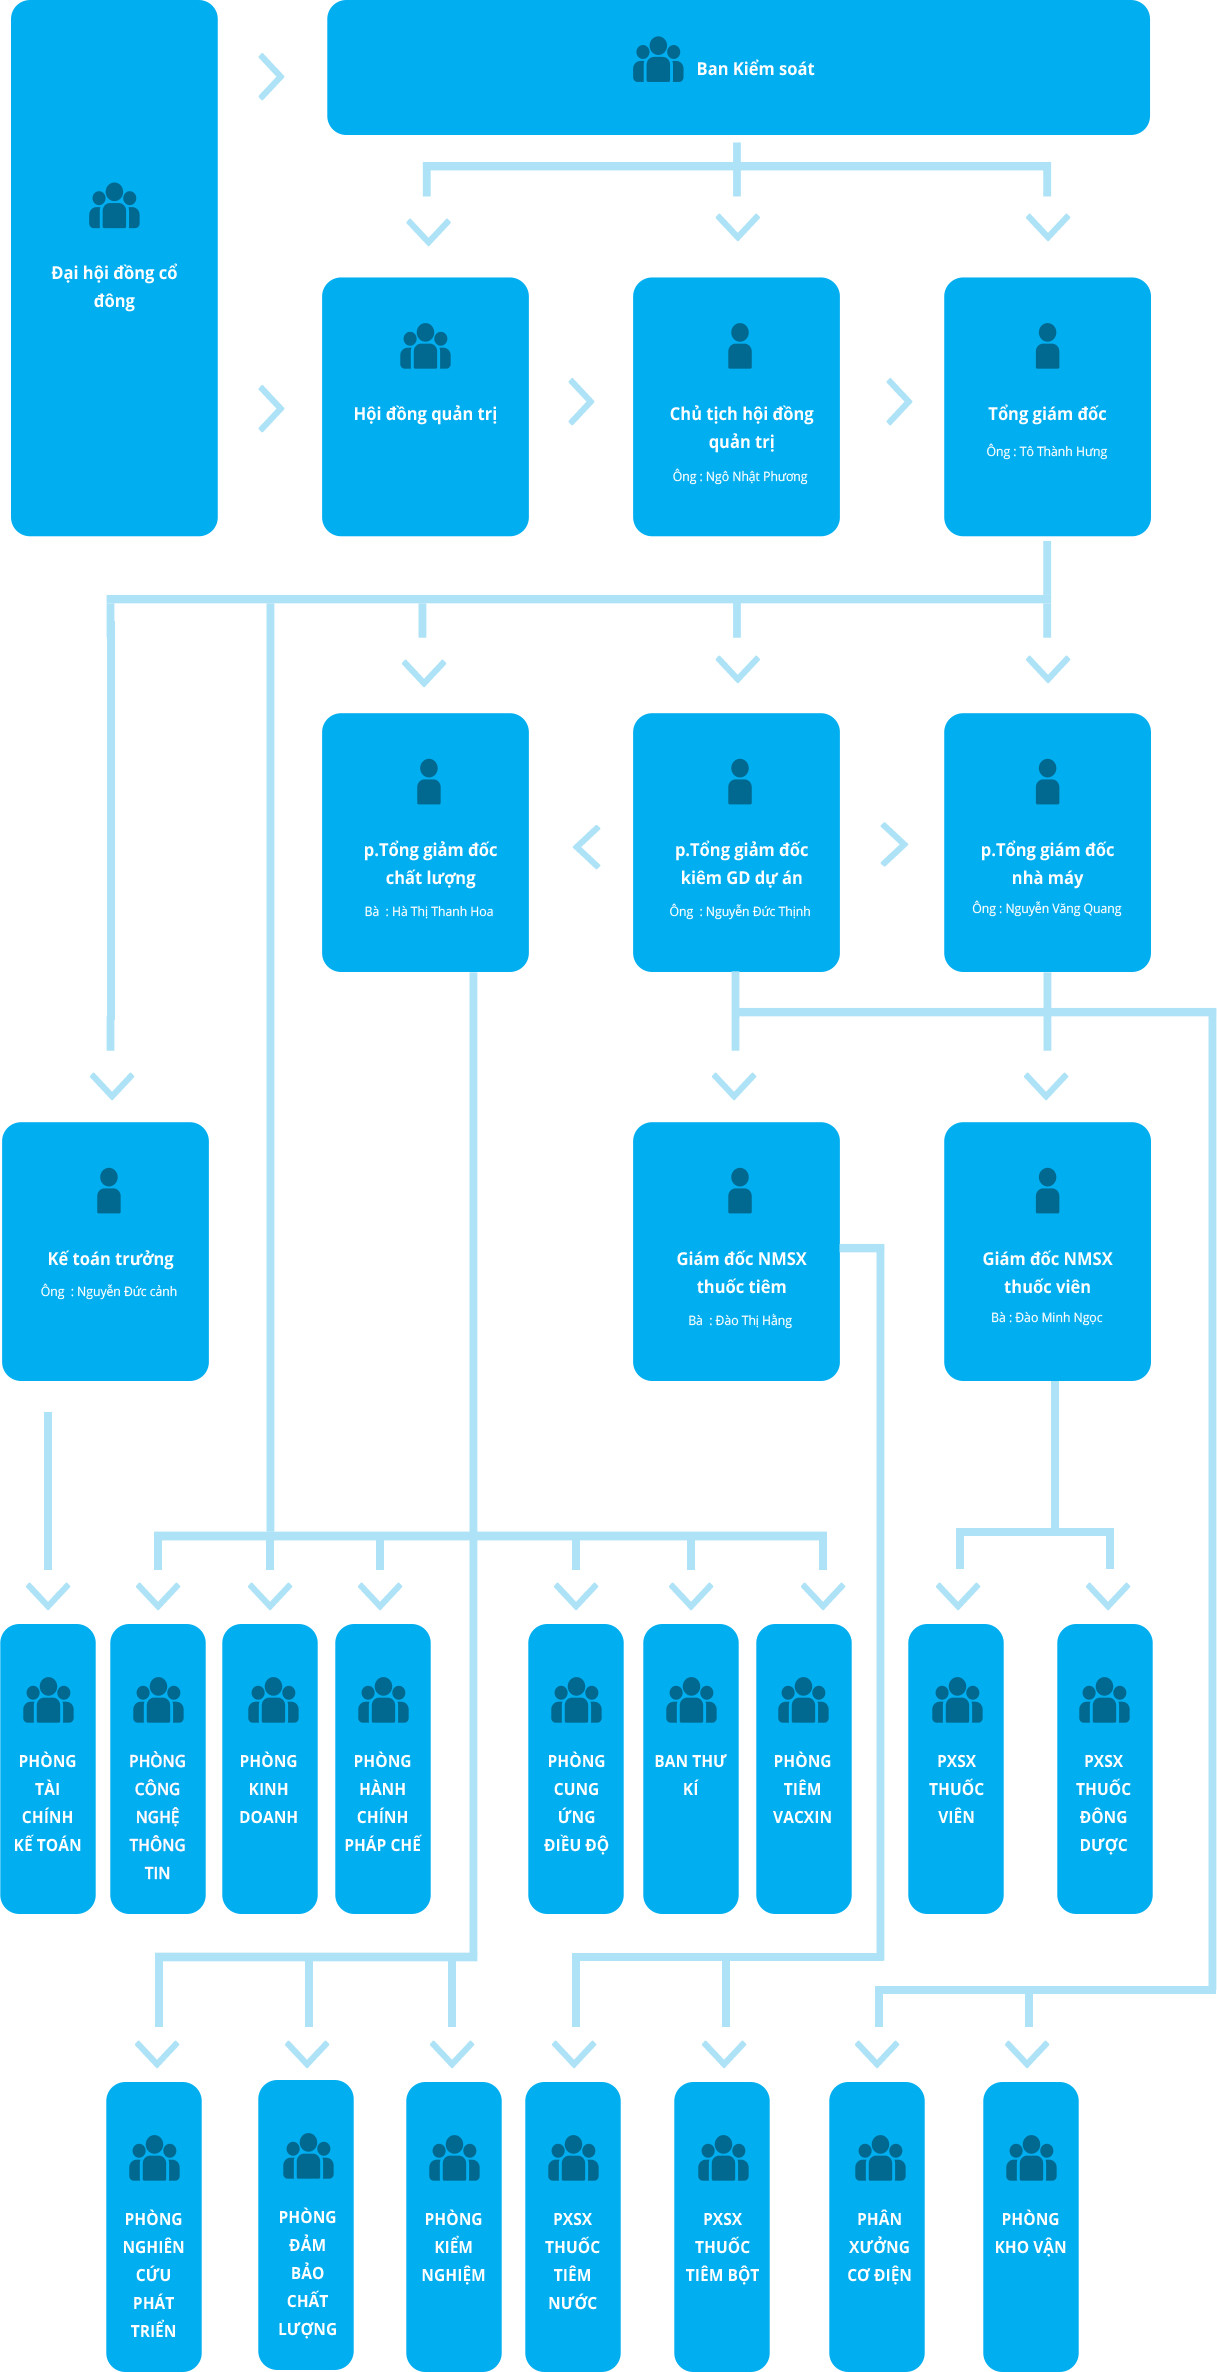 Ban Kiểm soát
Đại hội đồng cổ
đông
Hội đồng quản trị
Chủ tịch hội đồng
quản trị
Ông : Ngô Nhật Phương
Tổng giám đốc
Ông : Tô Thành Hưng
p.Tổng giảm đốc
chất lượng
Bà : Hà Thị Thanh Hoa
p.Tổng giảm đốc
kiêm GD dự án
Ông : Nguyễn Đức Thịnh
p.Tổng giám đốc
nhà máy
Ông : Nguyễn Văng Quang
Kế toán trưởng
Ông : Nguyễn Đức cảnh
Giám đốc NMSX
thuốc tiêm
Bà : Đào Thị Hằng
Giám đốc NMSX
thuốc viên
Bà : Đào Minh Ngọc
PHÒNG
TÀI
CHÍNH
KẾ TOÁN
PHÒNG
CÔNG
NGHỆ
THÔNG
TIN
PHÒNG
KINH
DOANH
PHÒNG
HÀNH
CHÍNH
PHÁP CHẾ
PHÒNG
CUNG
ỨNG
ĐIỀU ĐỘ
BAN THƯ
KÍ
PHÒNG
TIÊM
VACXIN
PXSX
THUỐC
VIÊN
PXSX
THUỐC
ĐÔNG
DƯỢC
PHÒNG
NGHIÊN
CỨU
PHÁT
TRIỂN
PHÒNG
ĐẢM
BẢO
CHẤT
LƯỢNG
PHÒNG
KIỂM
NGHIỆM
PXSX
THUỐC
TIÊM
NƯỚC
PXSX
THUỐC
TIÊM BỘT
PHÂN
XƯỞNG
CƠ ĐIỆN
PHÒNG
KHO VẬN